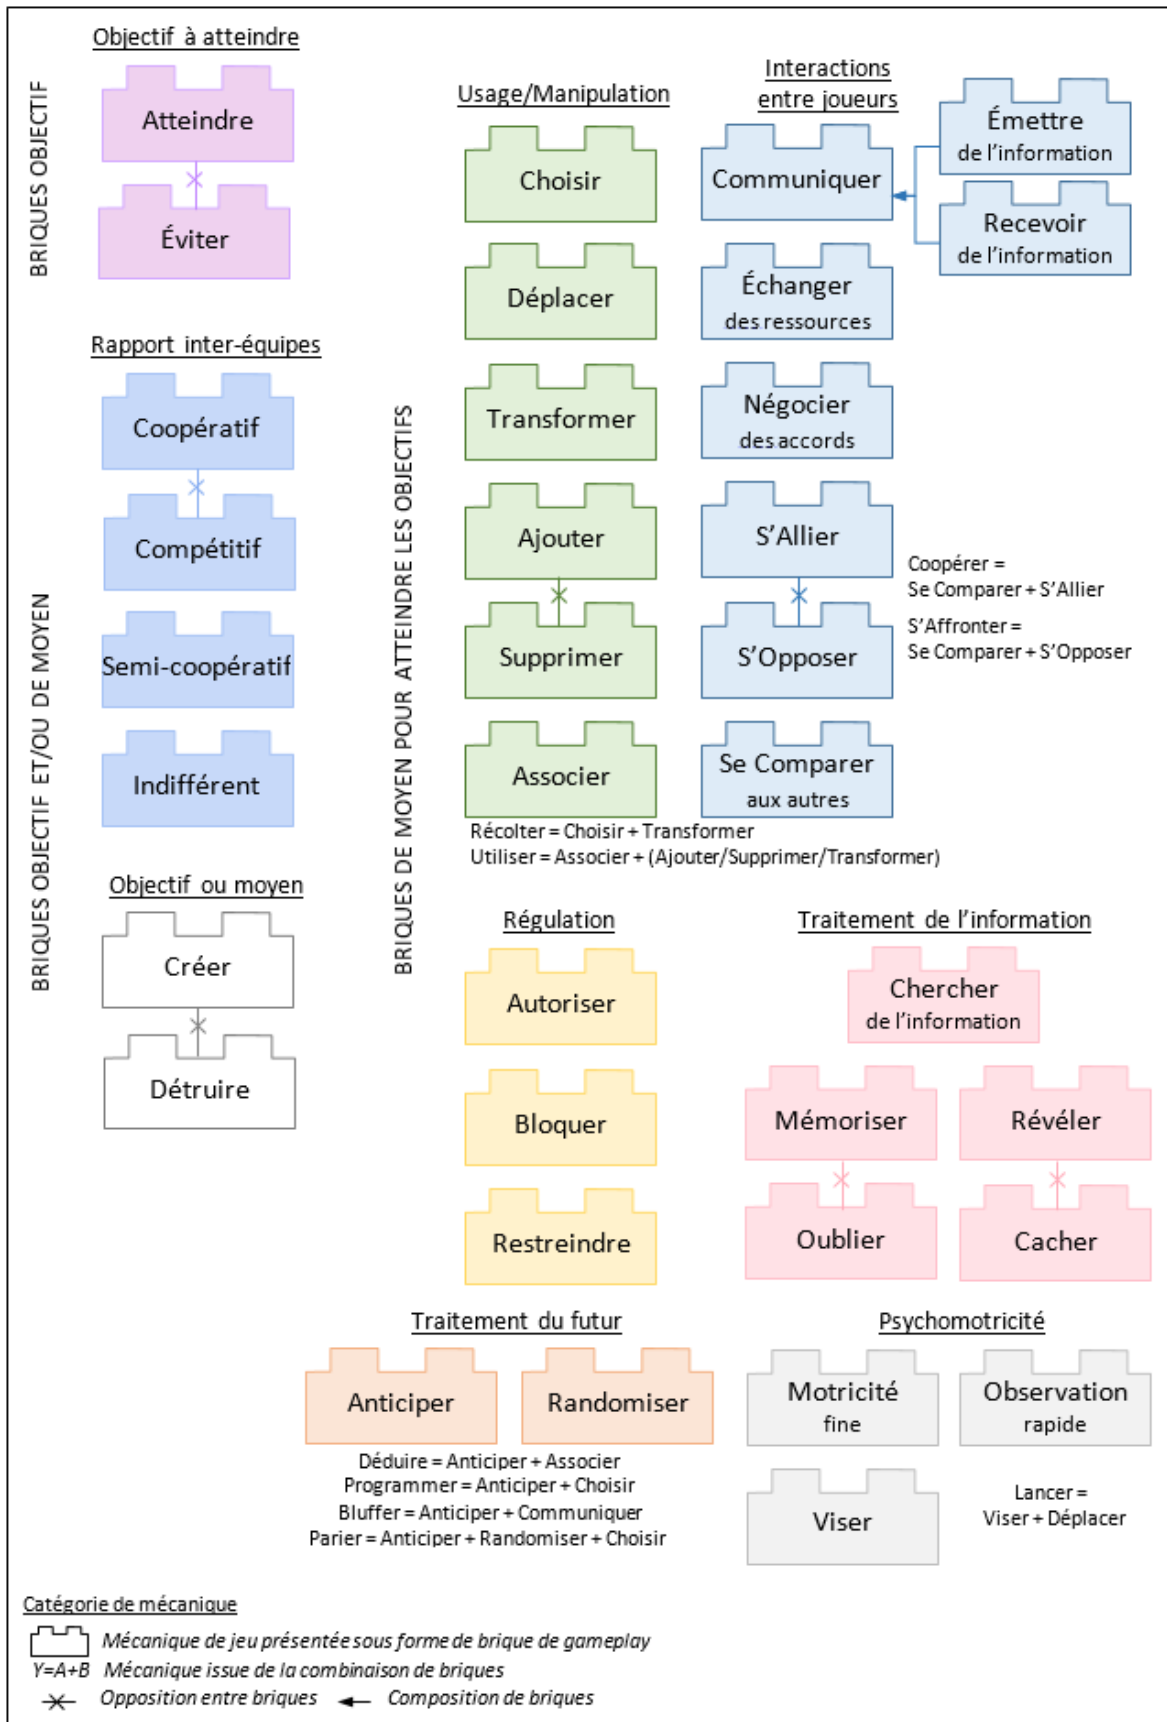 BRIQUES OBJECTIF
Objectif à atteindre
Atteindre
Éviter
BRIQUES OBJECTIF ET/OU DE MOYEN
Rapport inter-équipes
Coopératif
Compétitif
Semi-coopératif
Indifférent
Objectif ou moyen
Créer
Détruire
BRIQUES DE MOYEN POUR ATTEINDRE LES OBJECTIFS
Usage/Manipulation
Choisir
Déplacer
Transformer
Ajouter
Supprimer
Associer
Récolter = Choisir + Transformer
Utiliser = Associer + (Ajouter/Supprimer/Transformer)
Interactions
entre joueurs
Communiquer
Émettre
de l'information
Recevoir
de l'information
Échanger
des ressources
Négocier
des accords
S'Allier
S'Opposer
Coopérer =
Se Comparer + S'Allier
S'Affronter =
Se Comparer + S'Opposer
Se Comparer
aux autres
Régulation
Autoriser
Bloquer
Restreindre
Traitement de l'information
Chercher
de l'information
Mémoriser
Révéler
Oublier
Cacher
Traitement du futur
Anticiper
Randomiser
Déduire = Anticiper + Associer
Programmer = Anticiper + Choisir
Bluffer = Anticiper + Communiquer
Parier = Anticiper + Randomiser + Choisir
Psychomotricité
Motricité
fine
Observation
rapide
Viser
Lancer =
Viser + Déplacer
Catégorie de mécanique
Mécanique de jeu présentée sous forme de brique de gameplay
Y=A+B Mécanique issue de la combinaison de briques
Opposition entre briques
Composition de briques